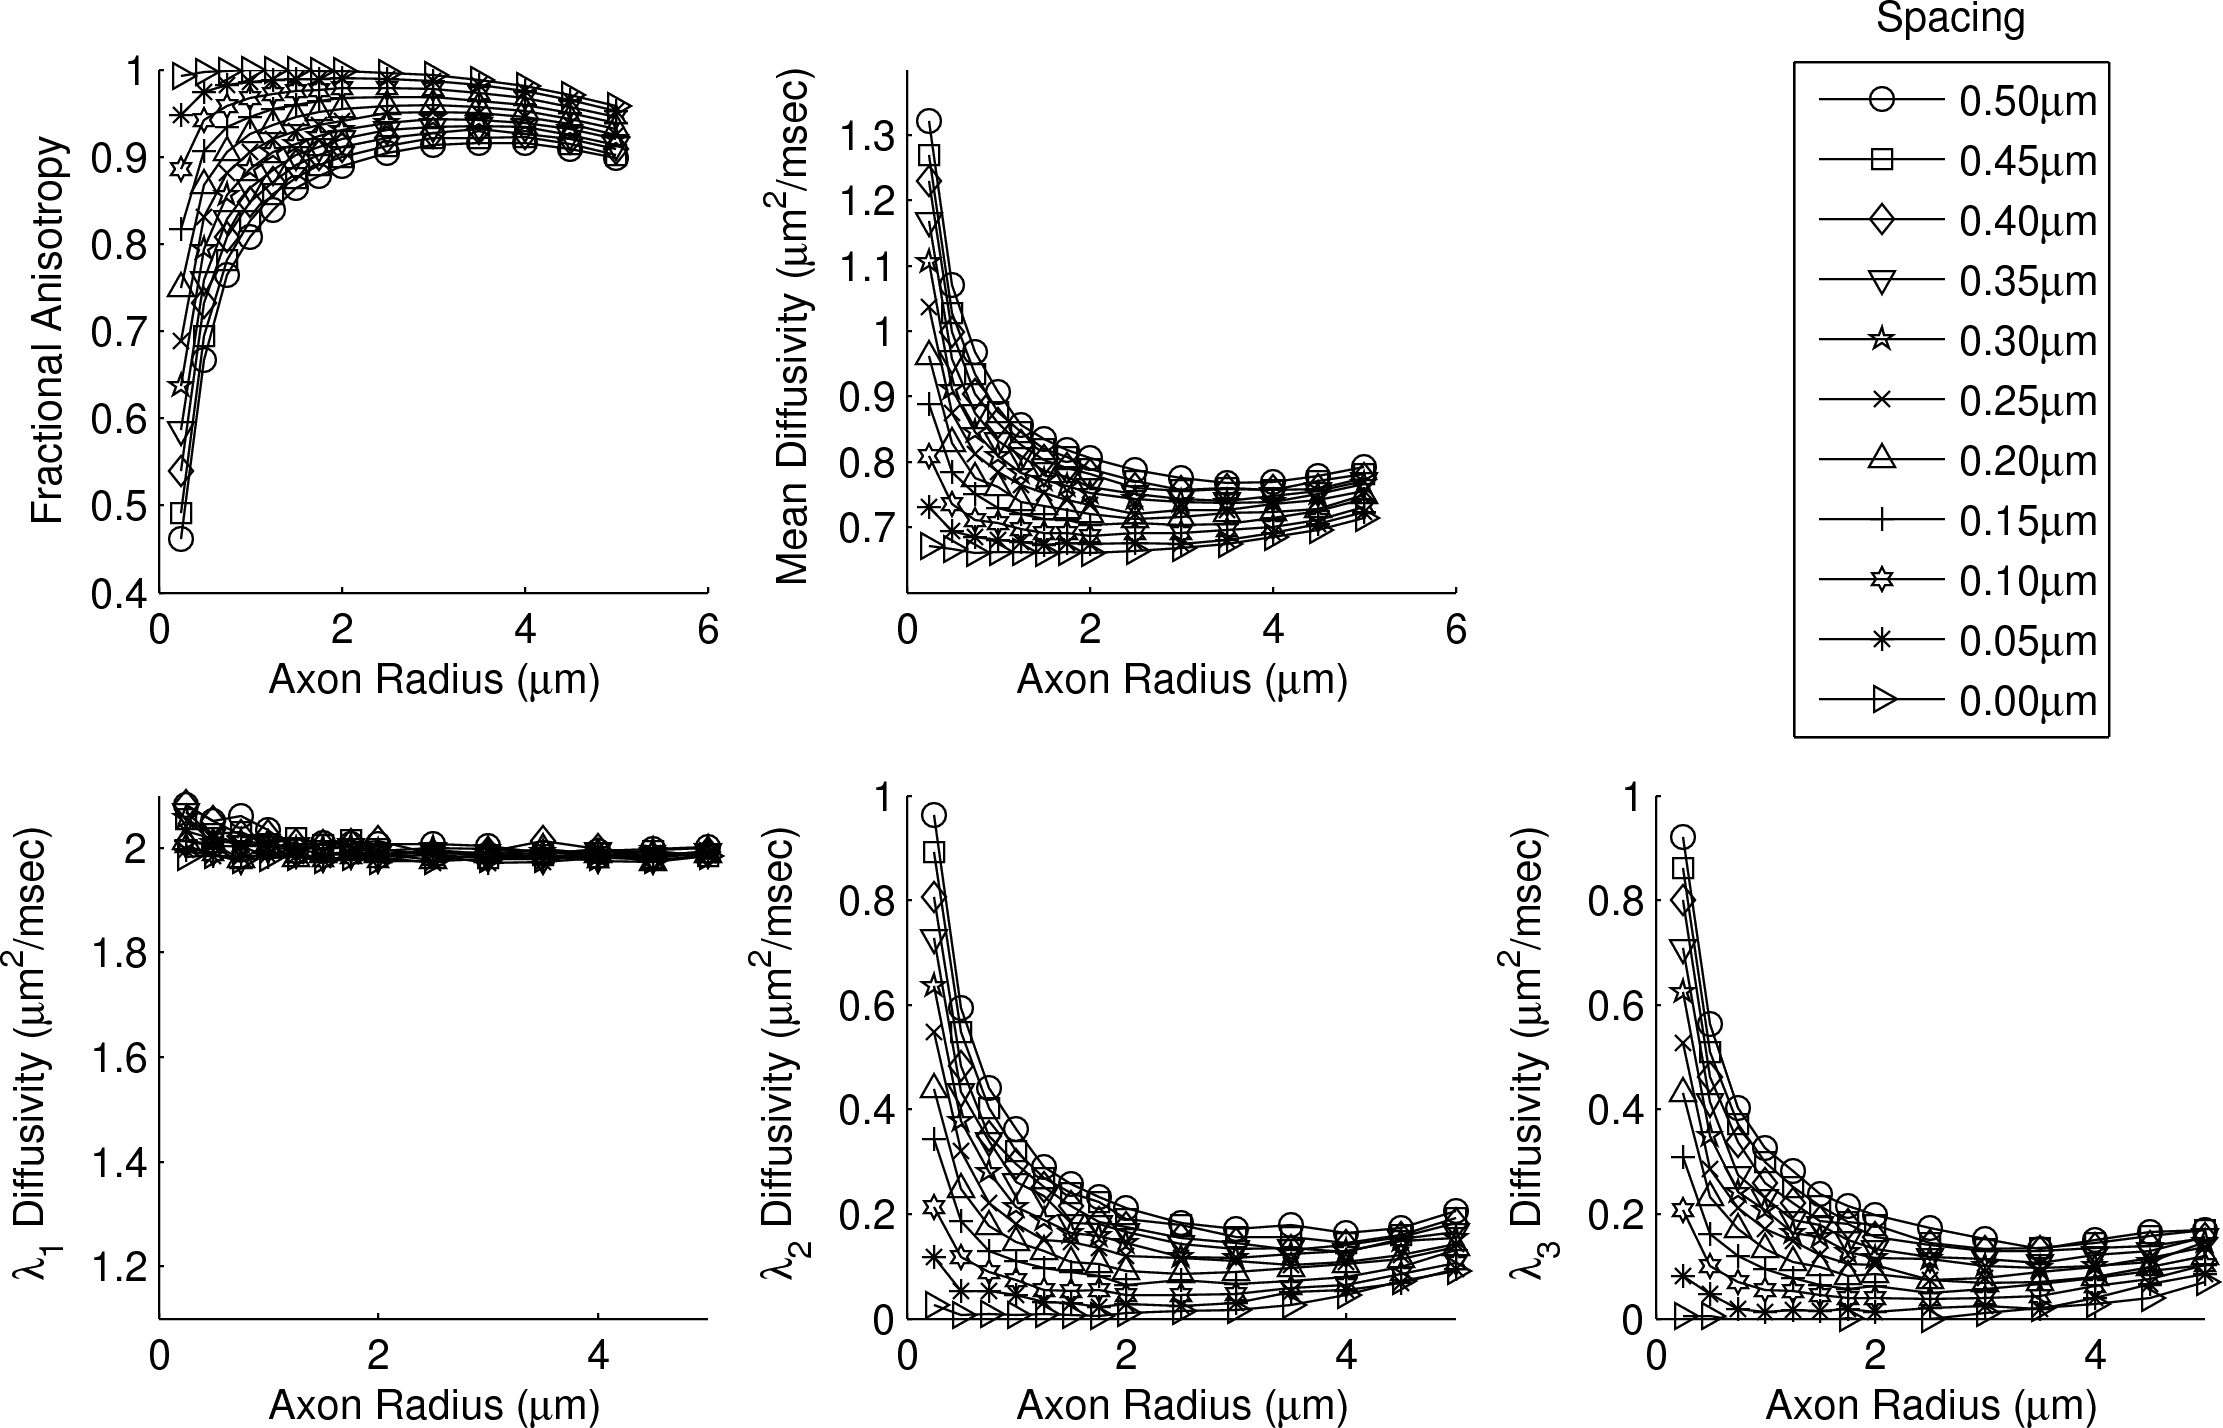 Spacing
0.50μm
0.45μm
0.40μm
0.35μm
0.30μm
0.25μm
0.20μm
0.15μm
0.10μm
0.05μm
0.00μm
Fractional Anisotropy
1
0.9
0.8
0.7
0.6
0.5
0.4
0 2 4 6
Axon Radius (μm)
Mean Diffusivity (μm²/msec)
1.3
1.2
1.1
1
0.9
0.8
0.7
0 2 4 6
Axon Radius (μm)
λ₁ Diffusivity (μm²/msec)
2
1.8
1.6
1.4
1.2
0 2 4
Axon Radius (μm)
λ₂ Diffusivity (μm²/msec)
1
0.8
0.6
0.4
0.2
0
0 2 4
Axon Radius (μm)
λ₃ Diffusivity (μm²/msec)
1
0.8
0.6
0.4
0.2
0
0 2 4
Axon Radius (μm)